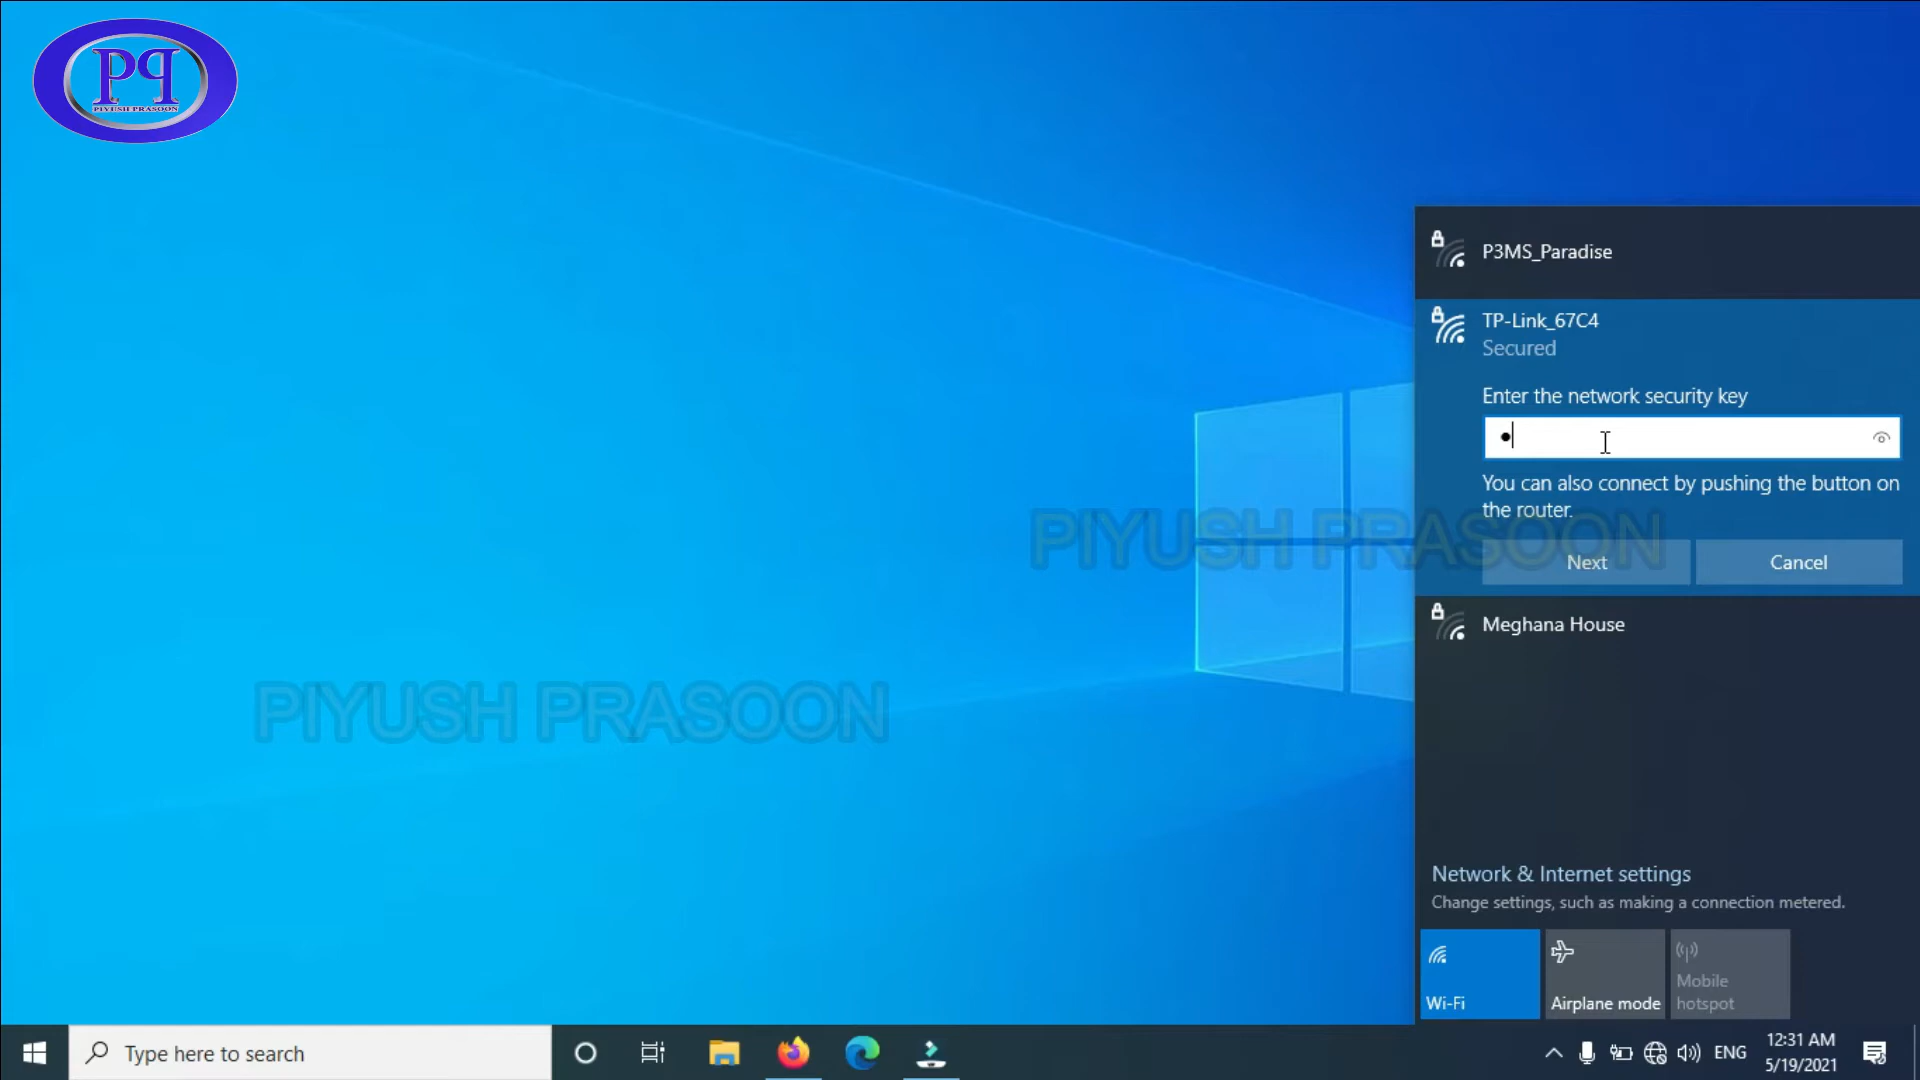 PP
PIYUSH PRASOON
P3MS_Paradise
TP-Link_67C4
Secured
Enter the network security key
You can also connect by pushing the button on
the router.
PIYUSH PRASOON
Next
Cancel
Meghana House
PIYUSH PRASOON
Network & Internet settings
Change settings, such as making a connection metered.
Wi-Fi
Airplane mode
Mobile
hotspot
Type here to search
ENG
12:31 AM
5/19/2021